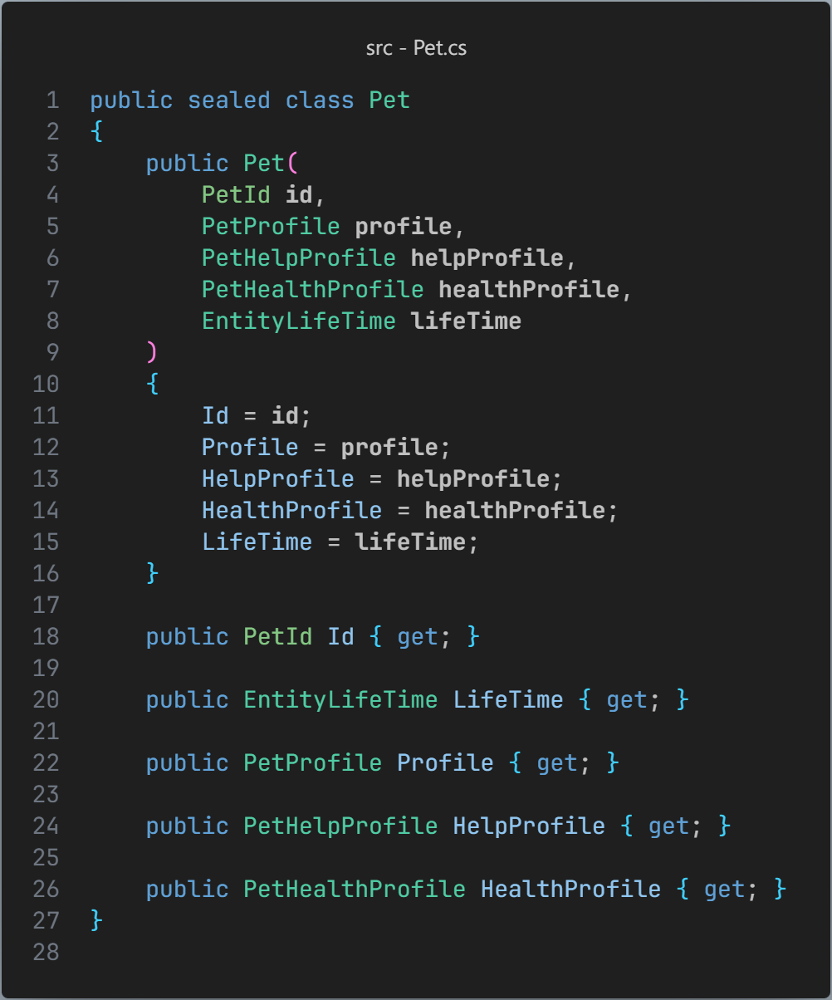 src - Pet.cs
1 public sealed class Pet
2 {
3     public Pet(
4         PetId id,
5         PetProfile profile,
6         PetHelpProfile helpProfile,
7         PetHealthProfile healthProfile,
8         EntityLifeTime lifeTime
9     )
10     {
11         Id = id;
12         Profile = profile;
13         HelpProfile = helpProfile;
14         HealthProfile = healthProfile;
15         LifeTime = lifeTime;
16     }
17
18     public PetId Id { get; }
19
20     public EntityLifeTime LifeTime { get; }
21
22     public PetProfile Profile { get; }
23
24     public PetHelpProfile HelpProfile { get; }
25
26     public PetHealthProfile HealthProfile { get; }
27 }
28